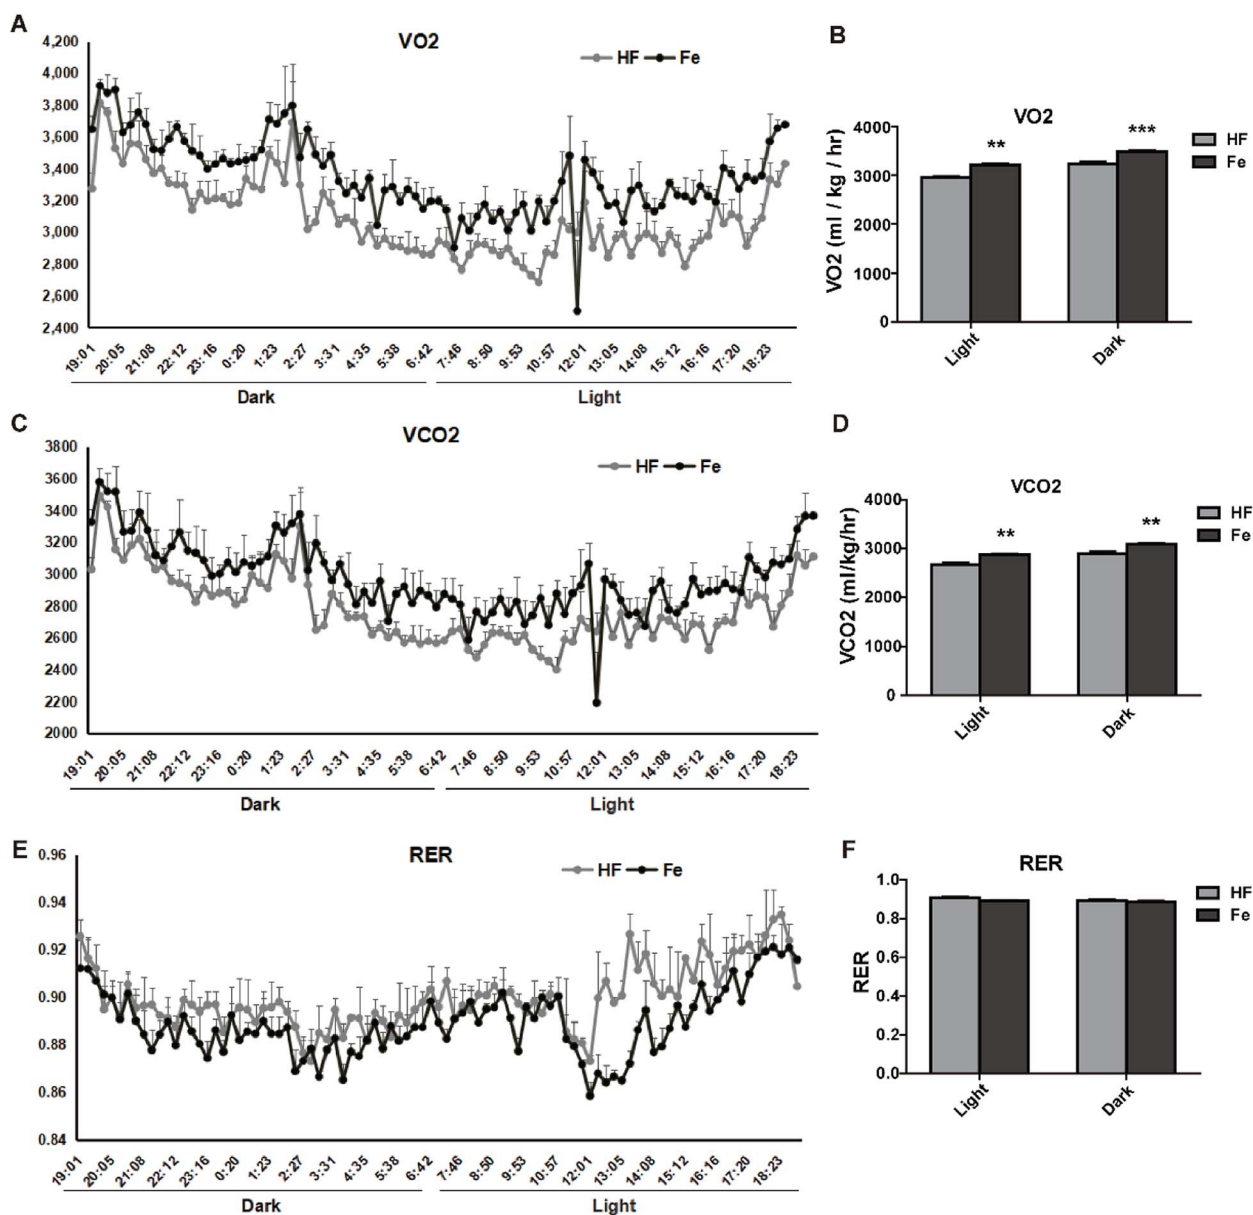 A
VO2
HF Fe
4,200
4,000
3,800
3,600
3,400
3,200
3,000
2,800
2,600
2,400
19:01 20:05 21:08 22:12 23:16 0:20 1:23 2:27 3:31 4:35 5:38 6:42 7:46 8:50 9:53 10:57 12:01 13:05 14:08 15:12 16:16 17:20 18:23
Dark Light
B
VO2
HF
Fe
** ***
VO2 (ml / kg / hr)
4000
3000
2000
1000
0
Light Dark
C
VCO2
HF Fe
3800
3600
3400
3200
3000
2800
2600
2400
2200
2000
19:01 20:05 21:08 22:12 23:16 0:20 1:23 2:27 3:31 4:35 5:38 6:42 7:46 8:50 9:53 10:57 12:01 13:05 14:08 15:12 16:16 17:20 18:23
Dark Light
D
VCO2
HF
Fe
** **
VCO2 (ml/kg/hr)
4000
3000
2000
1000
0
Light Dark
E
RER
HF Fe
0.96
0.94
0.92
0.90
0.88
0.86
0.84
19:01 20:05 21:08 22:12 23:16 0:20 1:23 2:27 3:31 4:35 5:38 6:42 7:46 8:50 9:53 10:57 12:01 13:05 14:08 15:12 16:16 17:20 18:23
Dark Light
F
RER
HF
Fe
RER
1.0
0.8
0.6
0.4
0.2
0.0
Light Dark